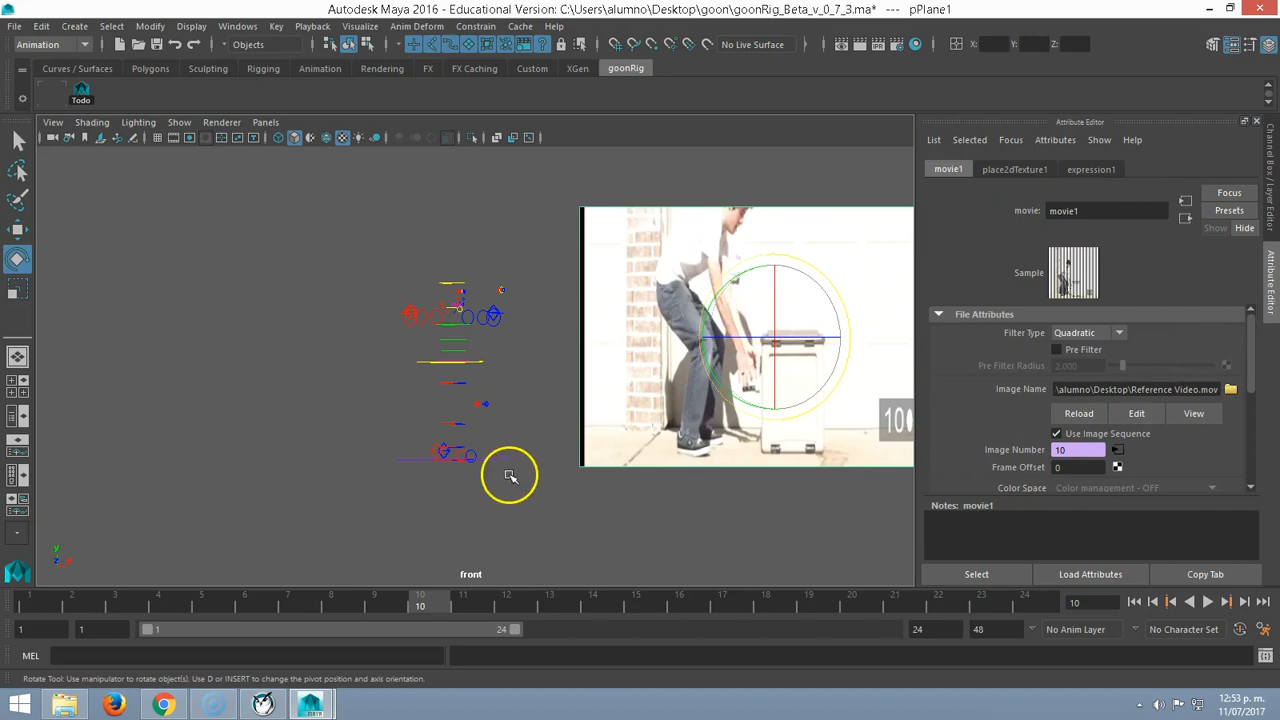 Autodesk Maya 2016 - Educational Version: C:\Users\alumno\Desktop\goon\goonRig_Beta_v_0_7_3.ma* --- pPlane1
File Edit Create Select Modify Display Windows Key Playback Visualize Anim Deform Constrain Cache Help
Animation Objects No Live Surface X: Y: Z:
Curves / Surfaces Polygons Sculpting Rigging Animation Rendering FX FX Caching Custom XGen goonRig
Todo
View Shading Lighting Show Renderer Panels
Attribute Editor
List Selected Focus Attributes Show Help
movie1 place2dTexture1 expression1
Focus
movie: movie1 Presets
Show Hide
Sample
File Attributes
Filter Type Quadratic
Pre Filter
Pre Filter Radius 2.000
Image Name \alumno\Desktop\Reference Video.mov
Reload Edit View
Use Image Sequence
Image Number 10
Frame Offset 0
Color Space Color management - OFF
Notes: movie1
Select Load Attributes Copy Tab
Channel Box / Layer Editor
Attribute Editor
10
y
z x
front
1 2 3 4 5 6 7 8 9 10 11 12 13 14 15 16 17 18 19 20 21 22 23 24
10 10
1 1 1 24 24 48 No Anim Layer No Character Set
MEL
Rotate Tool: Use manipulator to rotate object(s). Use D or INSERT to change the pivot position and axis orientation.
MAYA
12:53 p. m.
11/07/2017